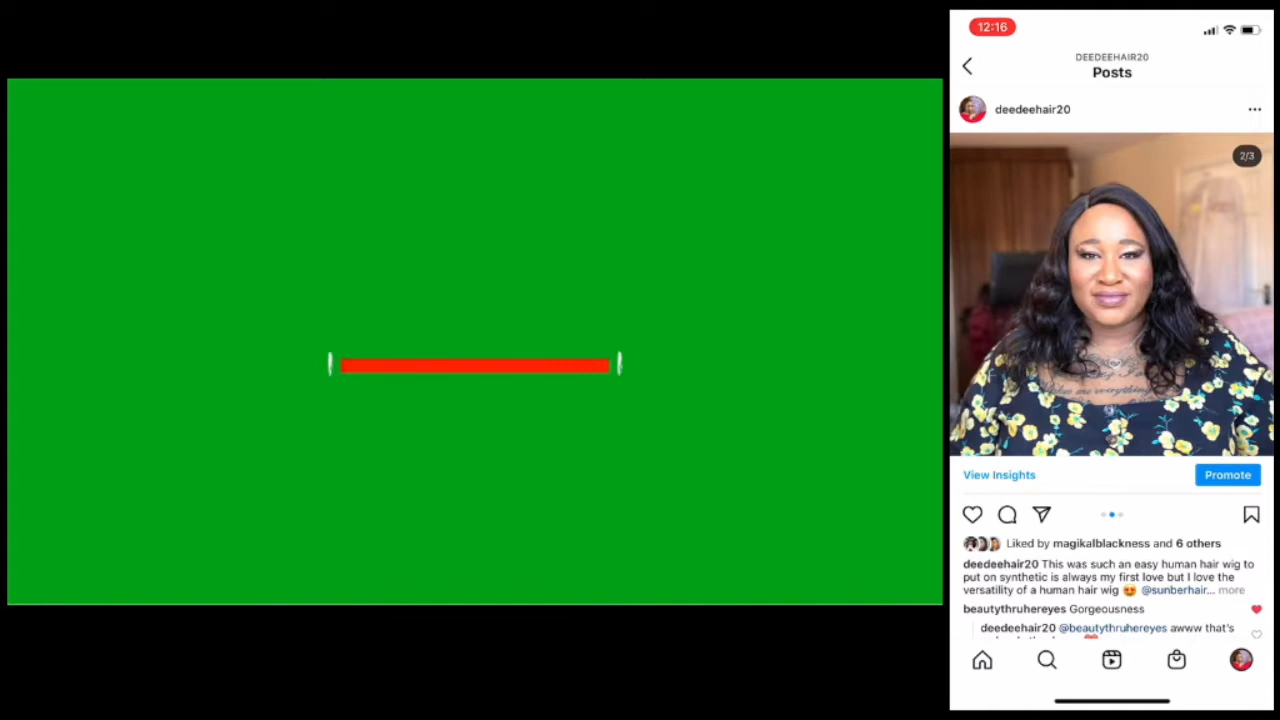 12:16
DEEDEEHAIR20
Posts
deedeehair20
2/3
me everything
View Insights
Promote
Liked by magikalblackness and 6 others
deedeehair20 This was such an easy human hair wig to
put on synthetic is always my first love but I love the
versatility of a human hair wig 😍 @sunberhair... more
beautythruhereyes Gorgeousness
deedeehair20 @beautythruhereyes awww that's